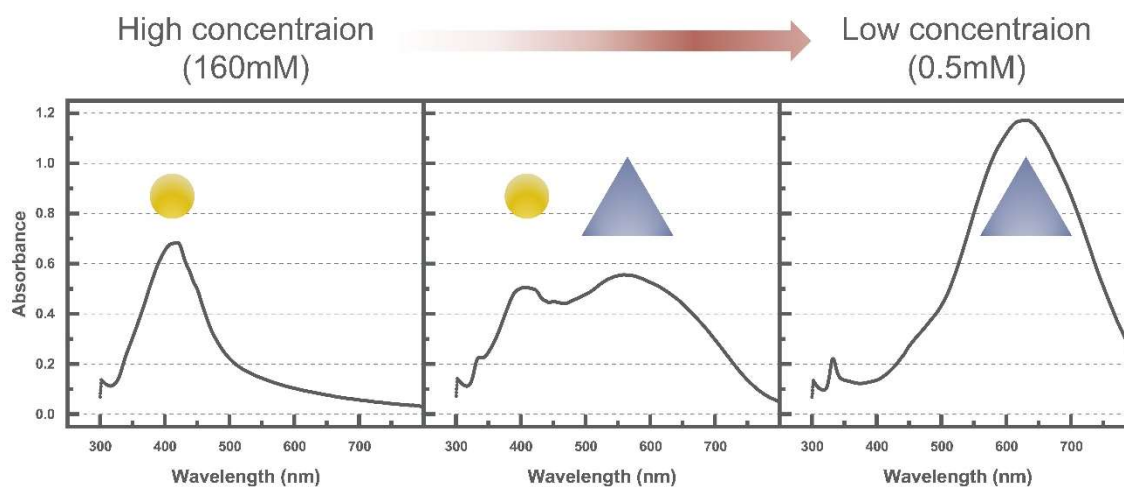 High concentraion
(160mM)
Low concentraion
(0.5mM)
Absorbance
1.2
1.0
0.8
0.6
0.4
0.2
0.0
300 400 500 600 700
300 400 500 600 700
300 400 500 600 700
Wavelength (nm)
Wavelength (nm)
Wavelength (nm)